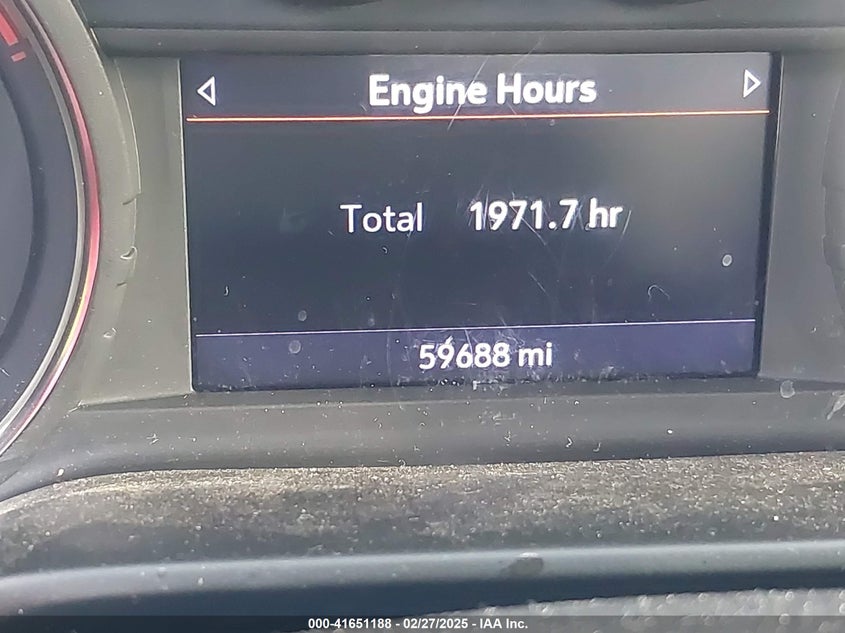 Engine Hours
Total 1971.7 hr
59688 mi
000-41651188 - 02/27/2025 - IAA Inc.